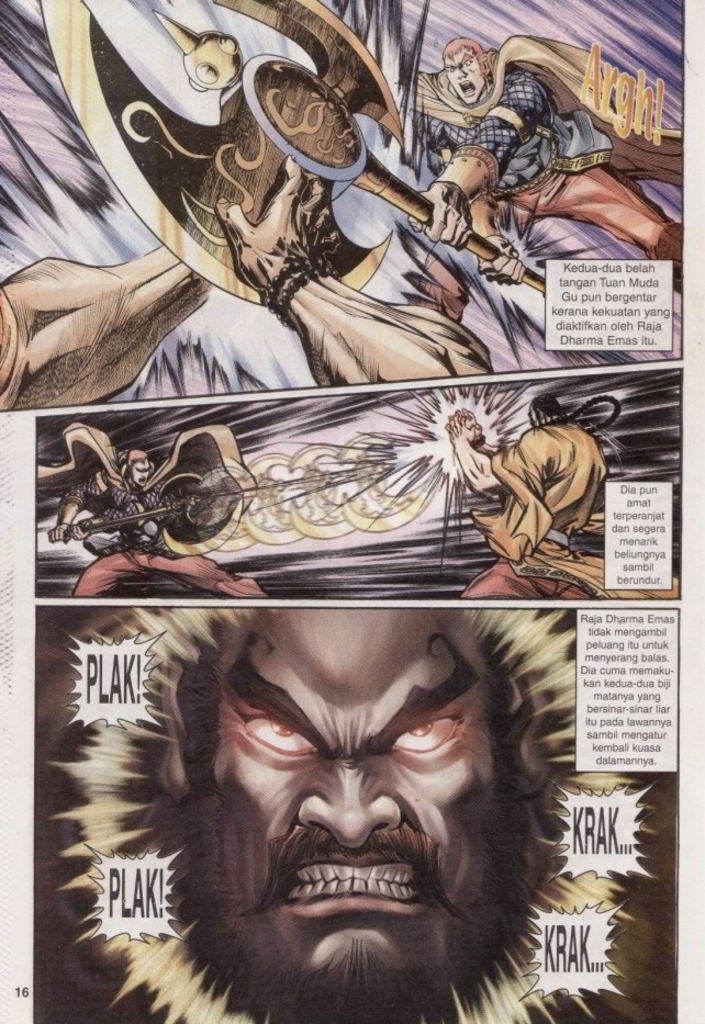 Argh!
Kedua-dua belah
tangan Tuan Muda
Gu pun bergentar
kerana kekuatan yang
diaktifkan oleh Raja
Dharma Emas itu.
Dia pun
amat
terperanjat
dan segera
menarik
beliungnya
sambil
berundur.
Raja Dharma Emas
tidak mengambil
peluang itu untuk
menyerang balas.
Dia cuma memaku-
kan kedua-dua biji
matanya yang
bersinar-sinar liar
itu pada lawannya
sambil mengatur
kembali kuasa
dalamannya.
PLAK!
KRAK...
PLAK!
KRAK...
16